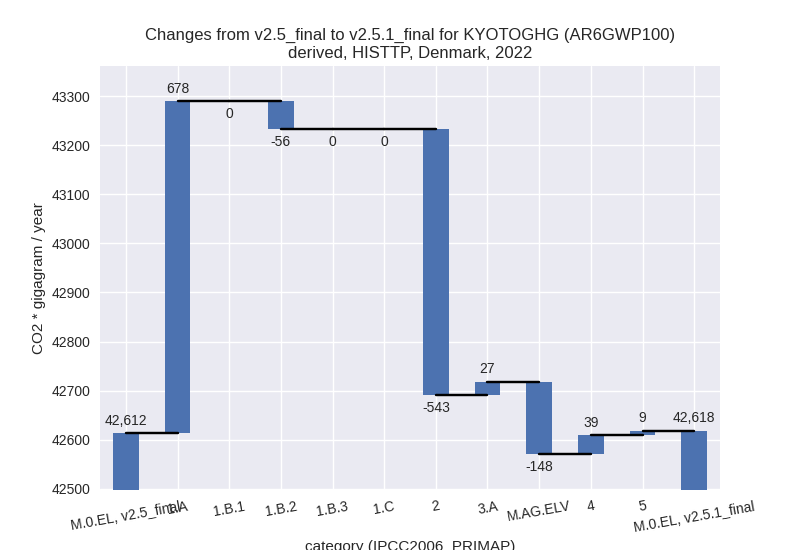 Changes from v2.5_final to v2.5.1_final for KYOTOGHG (AR6GWP100)
derived, HISTTP, Denmark, 2022
CO2 * gigagram / year
43300
43200
43100
43000
42900
42800
42700
42600
42500
42,612
678
0
-56
0
0
-543
27
-148
39
9
42,618
M.0.EL, v2.5_final
1.A
1.B.1
1.B.2
1.B.3
1.C
2
3.A
M.AG.ELV
4
5
M.0.EL, v2.5.1_final
category (IPCC2006_PRIMAP)